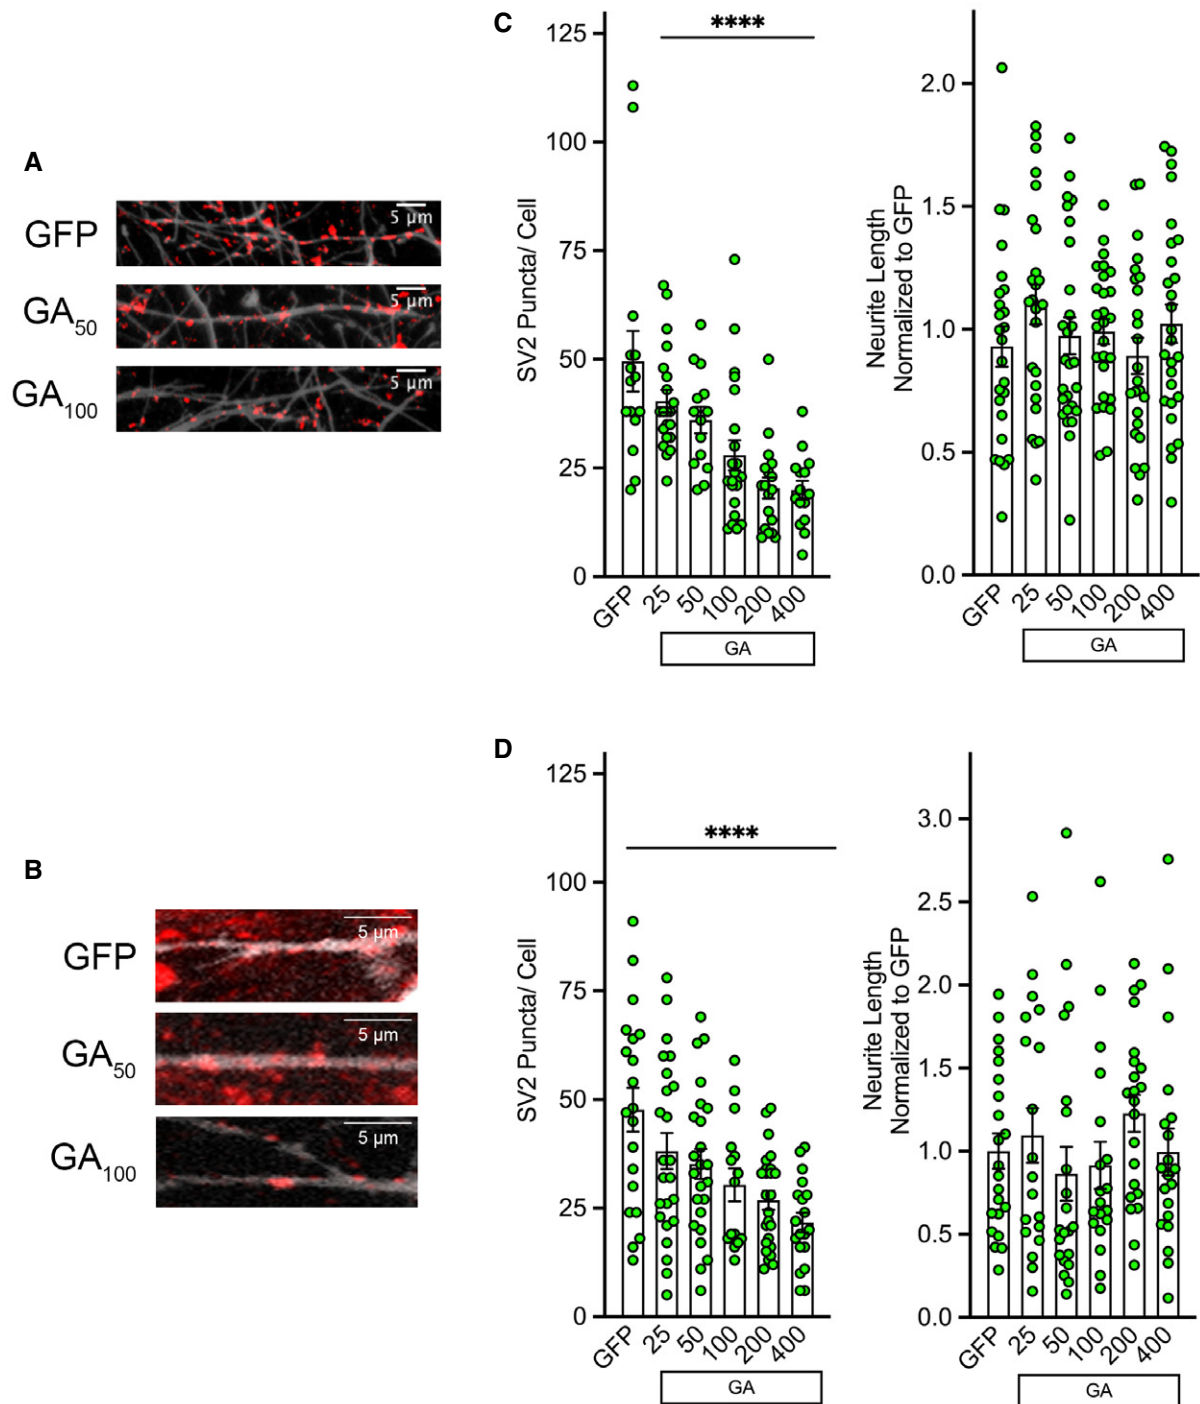 A
GFP
5 µm
GA50
5 µm
GA100
5 µm
C
****
SV2 Puncta/ Cell
125
100
75
50
25
0
GFP
25
50
100
200
400
GA
Neurite Length
Normalized to GFP
2.0
1.5
1.0
0.5
0.0
GFP
25
50
100
200
400
GA
B
GFP
5 µm
GA50
5 µm
GA100
5 µm
D
****
SV2 Puncta/ Cell
125
100
75
50
25
0
GFP
25
50
100
200
400
GA
Neurite Length
Normalized to GFP
3.0
2.5
2.0
1.5
1.0
0.5
0.0
GFP
25
50
100
200
400
GA